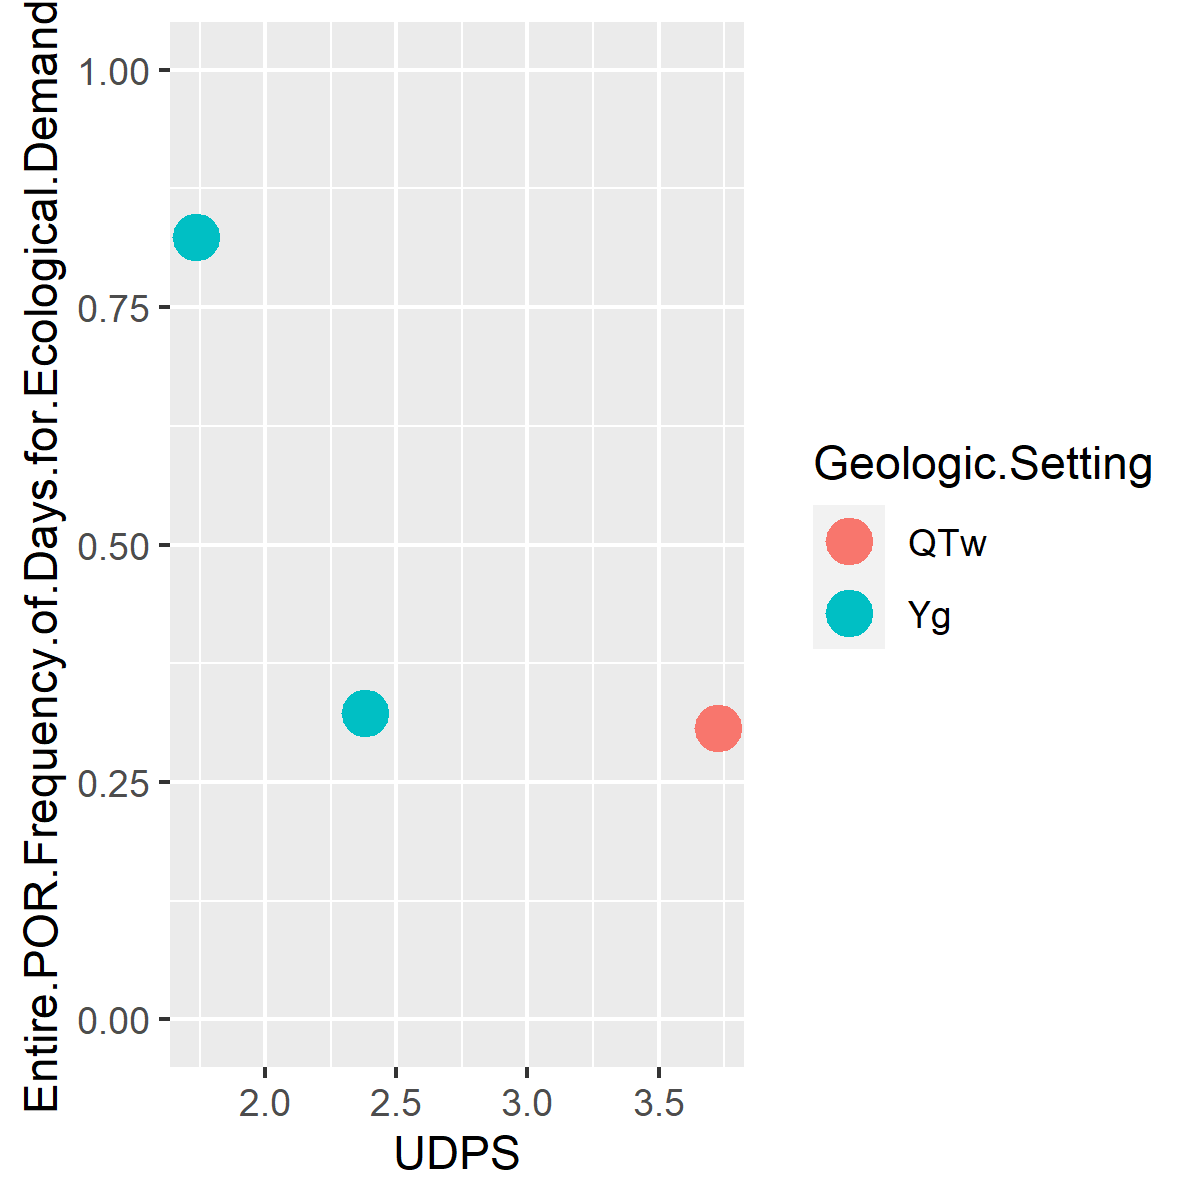 Entire.POR.Frequency.of.Days.for.Ecological.Demand
1.00
0.75
0.50
0.25
0.00
2.0 2.5 3.0 3.5
UDPS
Geologic.Setting
QTw
Yg